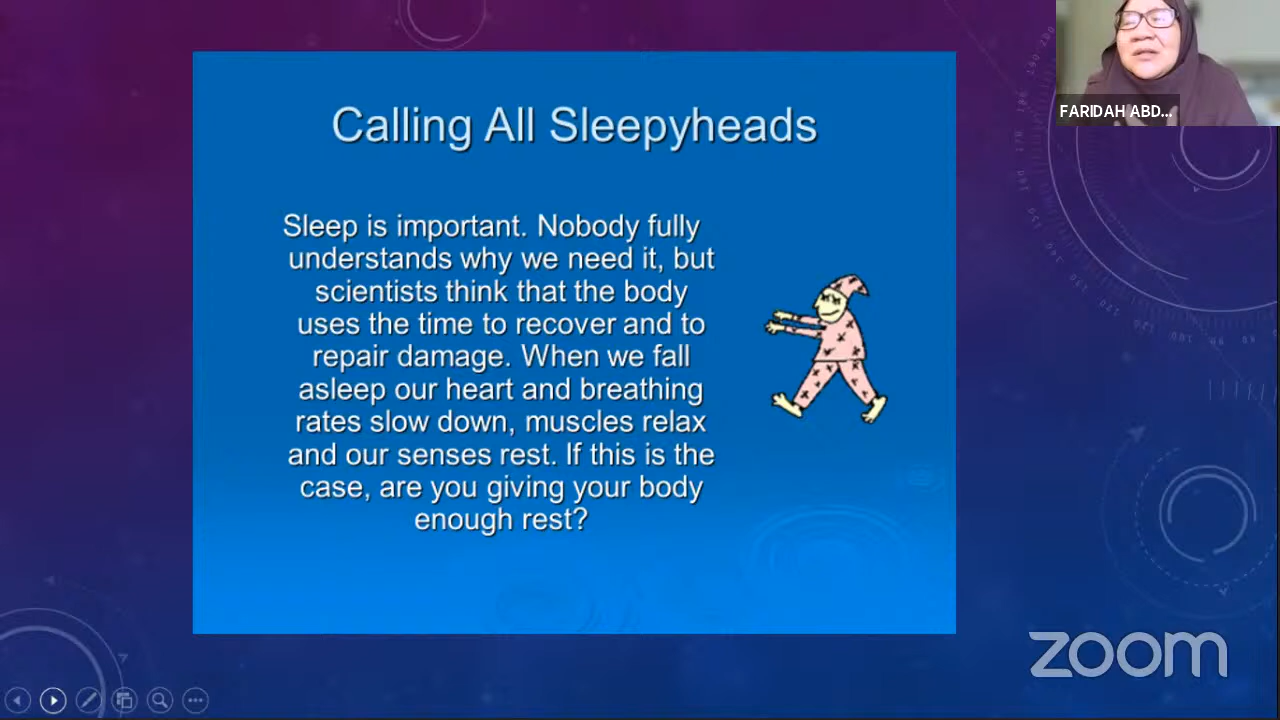 Calling All Sleepyheads
Sleep is important. Nobody fully
understands why we need it, but
scientists think that the body
uses the time to recover and to
repair damage. When we fall
asleep our heart and breathing
rates slow down, muscles relax
and our senses rest. If this is the
case, are you giving your body
enough rest?
FARIDAH ABD...
zoom